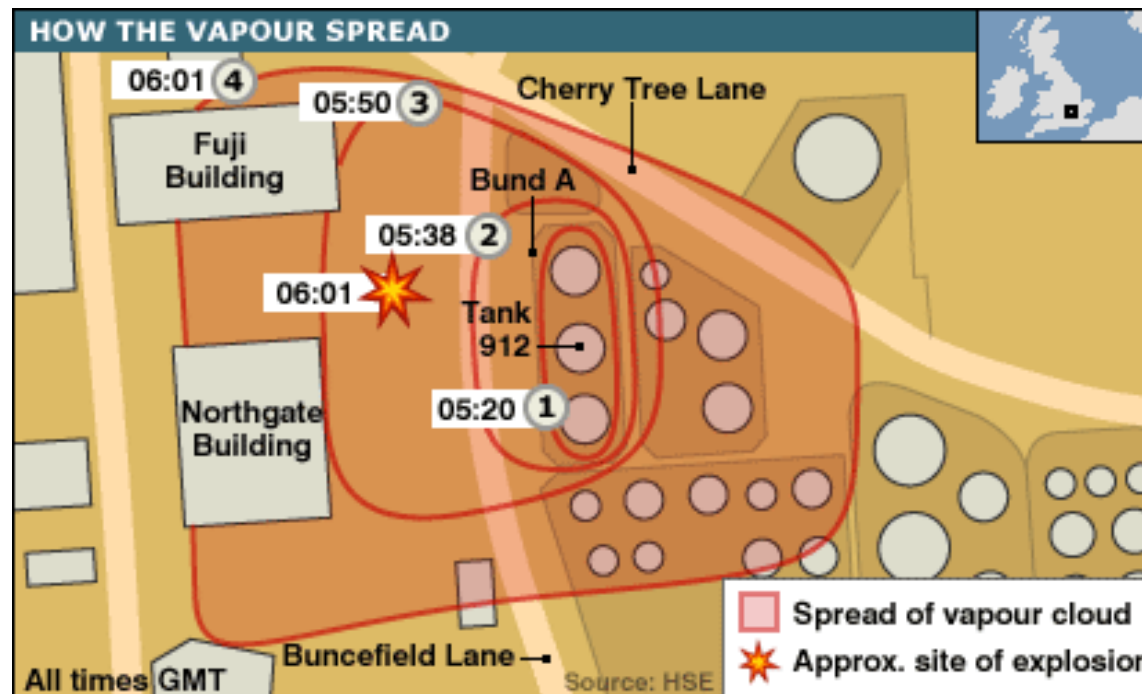 HOW THE VAPOUR SPREAD
06:01 4
05:50 3
Cherry Tree Lane
Fuji
Building
Bund A
05:38 2
06:01
Tank
912
05:20 1
Northgate
Building
Spread of vapour cloud
Buncefield Lane
Approx. site of explosion
All times GMT
Source: HSE